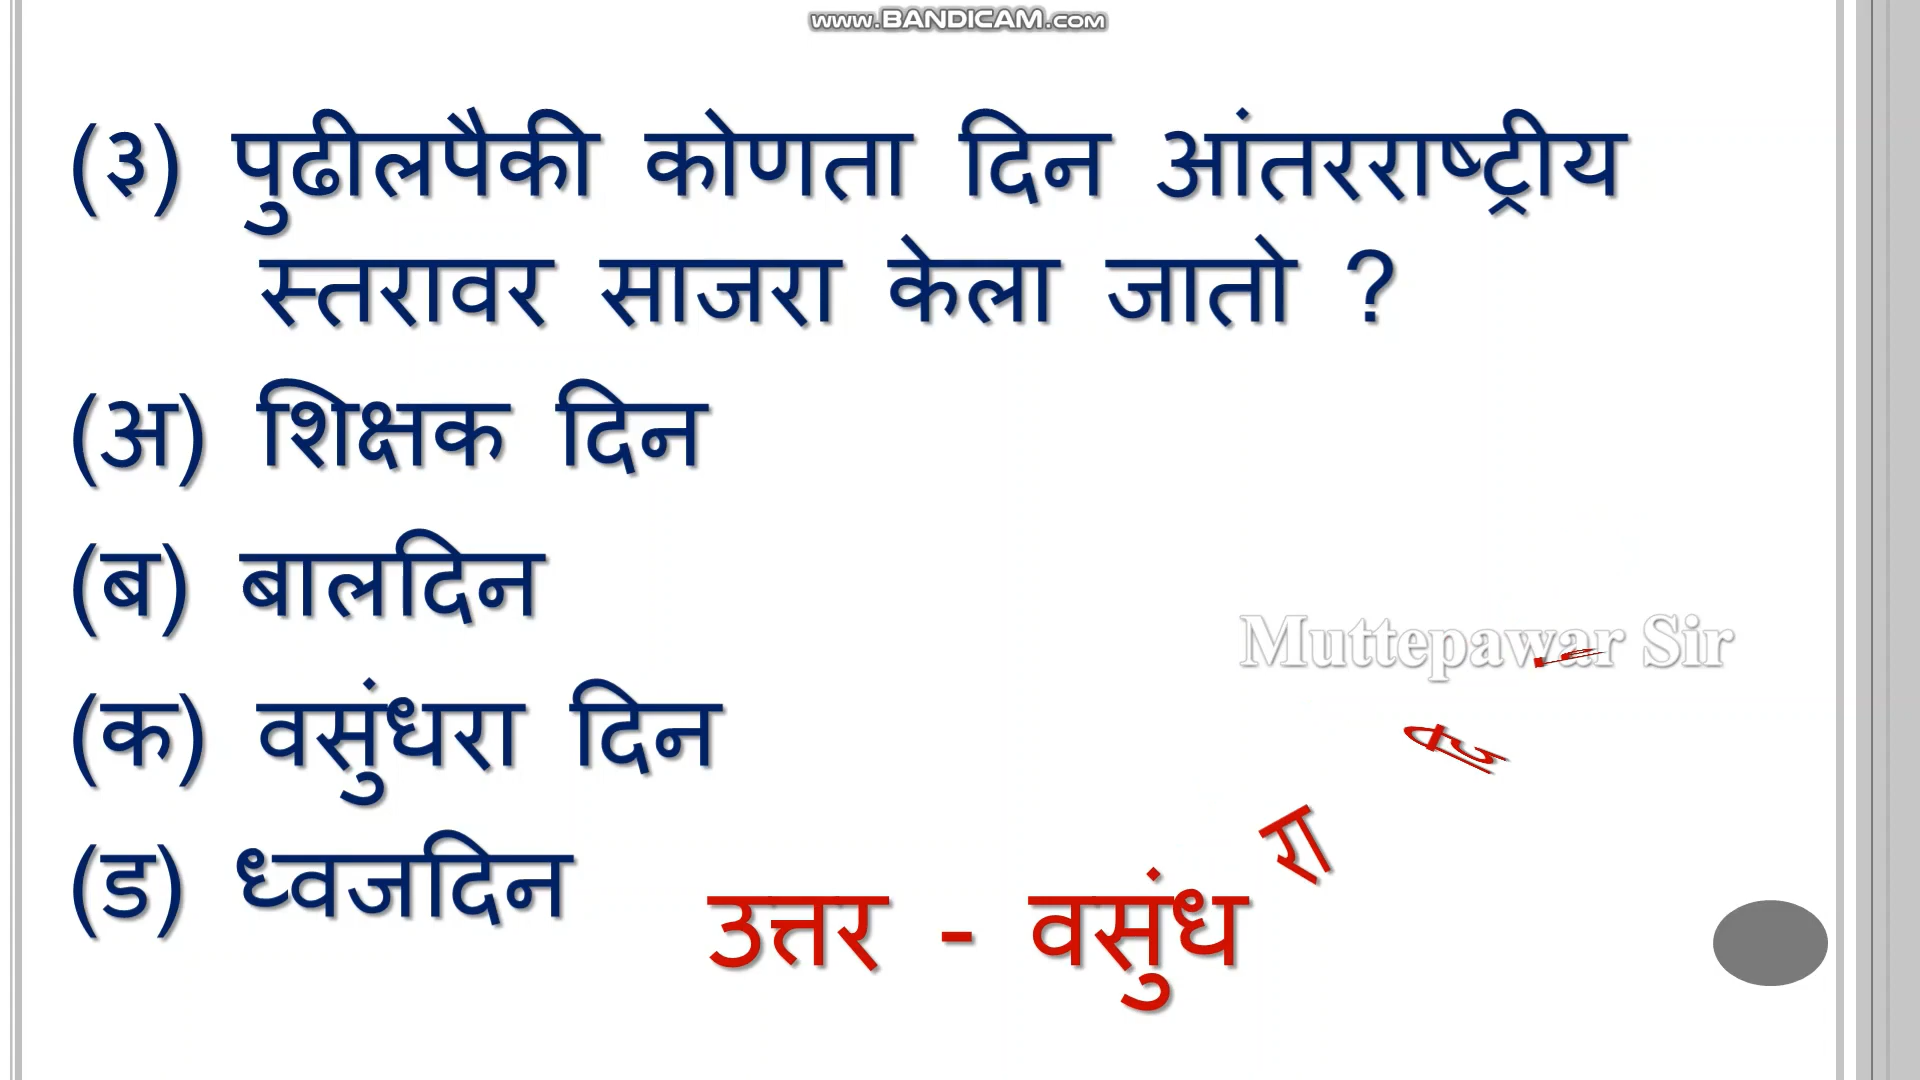 www.BANDICAM.com
(३) पुढीलपैकी कोणता दिन आंतरराष्ट्रीय
स्तरावर साजरा केला जातो ?
(अ) शिक्षक दिन
(ब) बालदिन
Muttepawar Sir
(क) वसुंधरा दिन
(ड) ध्वजदिन
उत्तर - वसुंधरा दिन